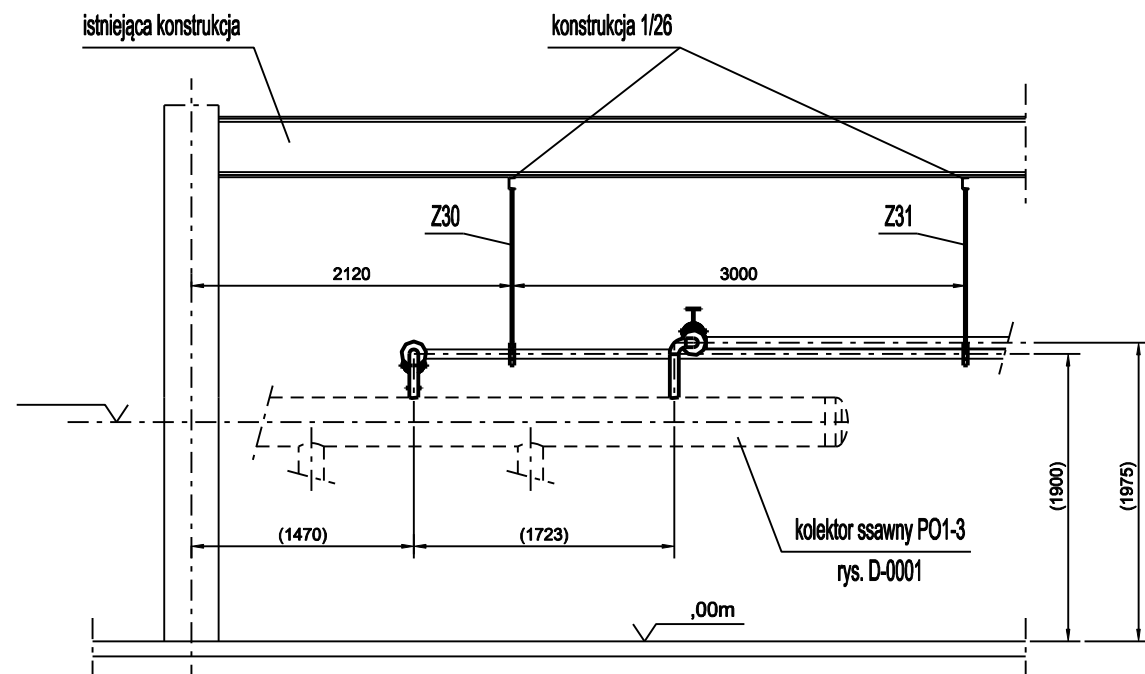 istniejąca konstrukcja
konstrukcja 1/26
Z30
Z31
2120
3000
(1900)
(1975)
(1470)
(1723)
kolektor ssawny PO1-3
rys. D-0001
,00m